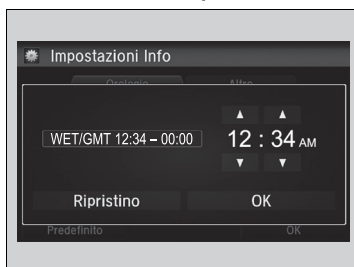 Impostazioni Info
Orologio Altro
WET/GMT 12:34 – 00:00
12 : 34 AM
Ripristino OK
Predefinito OK